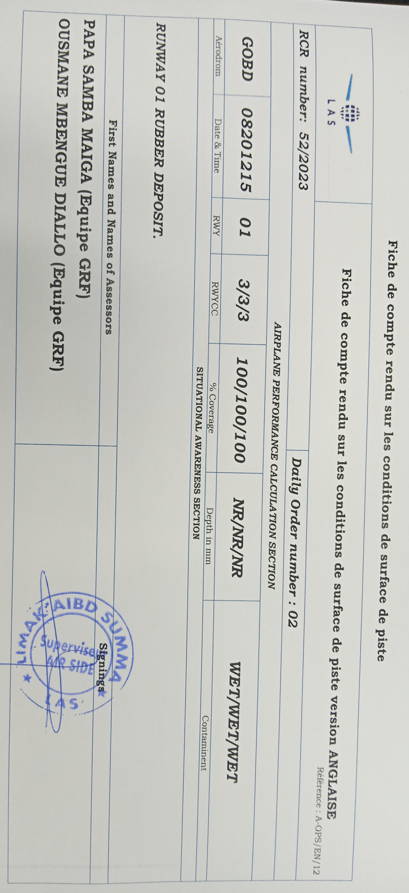 Fiche de compte rendu sur les conditions de surface de piste
LAS
Fiche de compte rendu sur les conditions de surface de piste version ANGLAISE
Référence : A-OPS/EN/12
RCR number: 52/2023
Daily Order number : 02
AIRPLANE PERFORMANCE CALCULATION SECTION
GOBD 08201215 01 3/3/3 100/100/100 NR/NR/NR WET/WET/WET
Aérodrom Date & Time RWY RWYCC % Coverage Depth in mm Contaminent
SITUATIONAL AWARENESS SECTION
RUNWAY 01 RUBBER DEPOSIT.
First Names and Names of Assessors
Signings
PAPA SAMBA MAIGA (Equipe GRF)
OUSMANE MBENGUE DIALLO (Equipe GRF)
LIMAK AIBD SUMMA
Supervisor
AIR SIDE
LAS